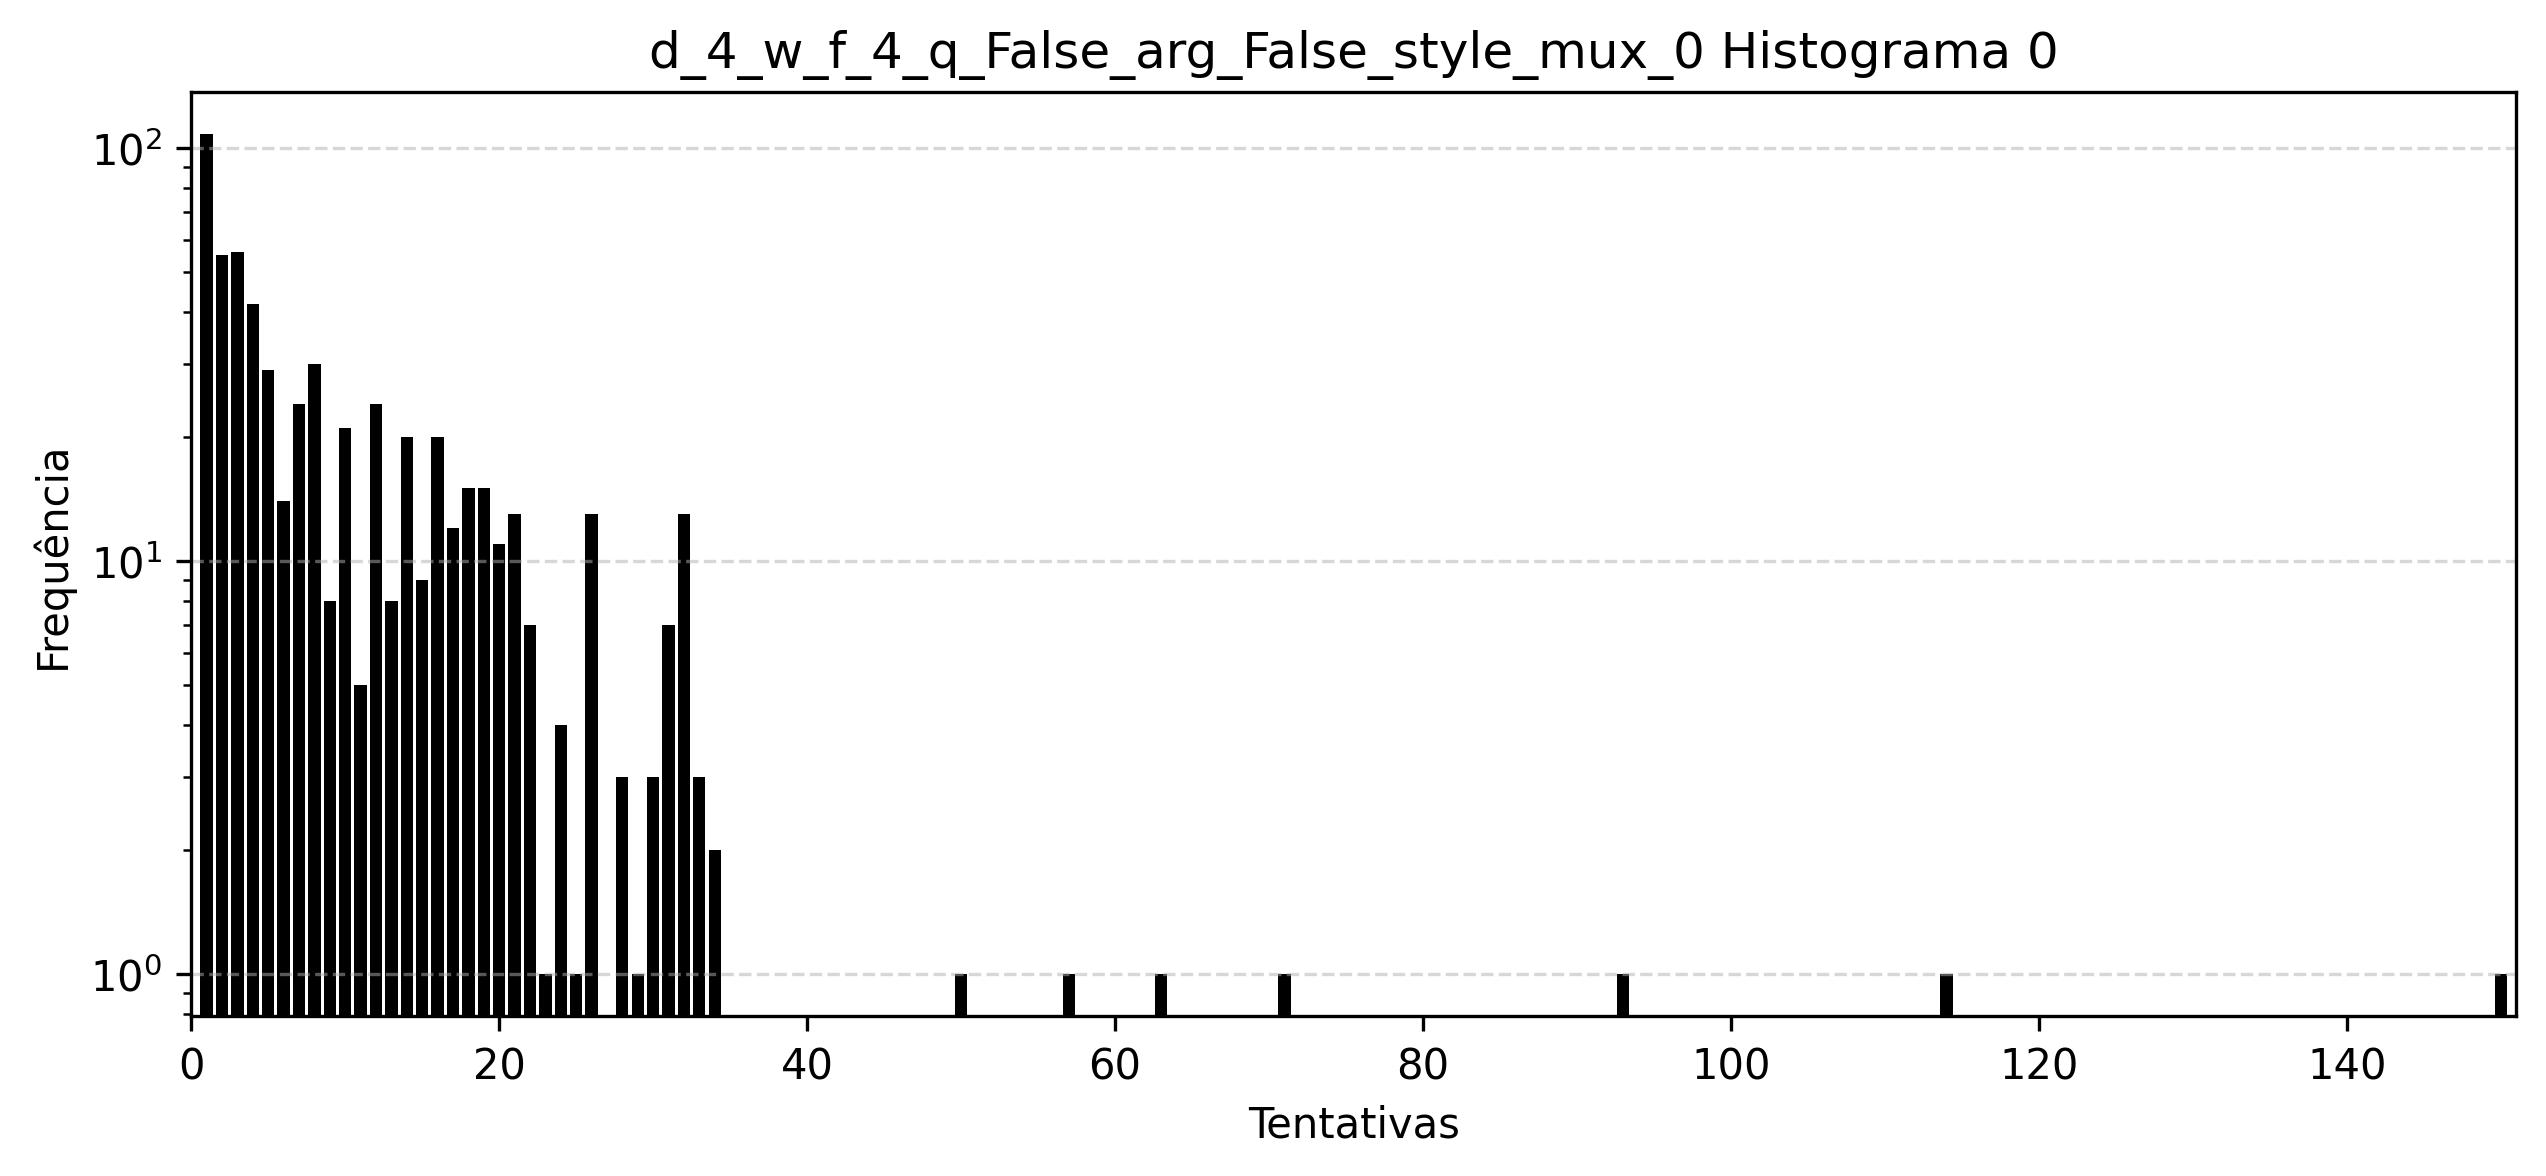 d_4_w_f_4_q_False_arg_False_style_mux_0 Histograma 0
Frequência
10²
10¹
10⁰
0 20 40 60 80 100 120 140
Tentativas